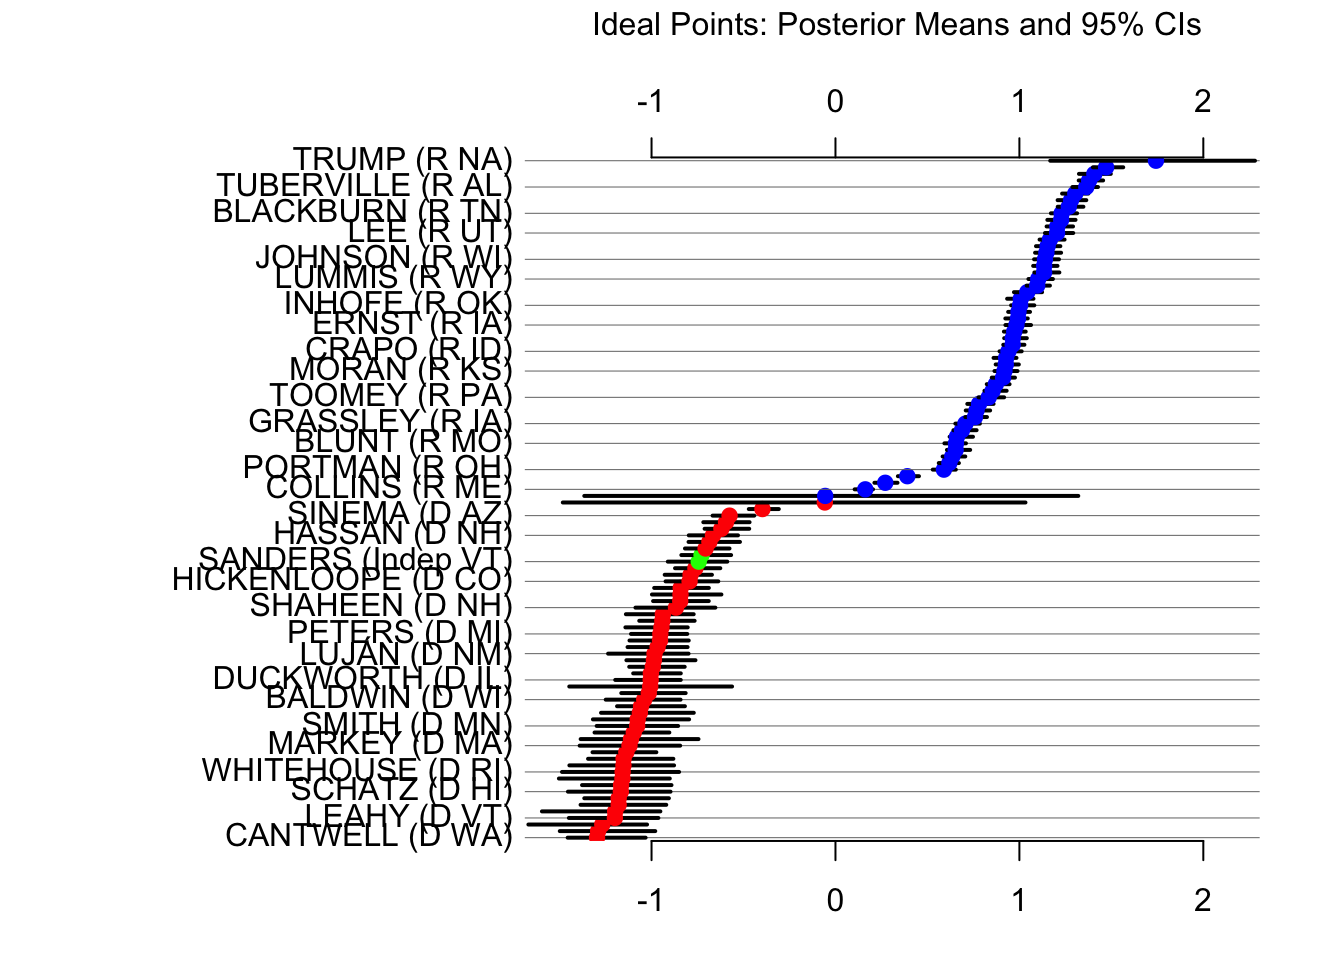 Ideal Points: Posterior Means and 95% CIs
-1 0 1 2
TRUMP (R NA)
TUBERVILLE (R AL)
BLACKBURN (R TN)
LEE (R UT)
JOHNSON (R WI)
LUMMIS (R WY)
INHOFE (R OK)
ERNST (R IA)
CRAPO (R ID)
MORAN (R KS)
TOOMEY (R PA)
GRASSLEY (R IA)
BLUNT (R MO)
PORTMAN (R OH)
COLLINS (R ME)
SINEMA (D AZ)
HASSAN (D NH)
SANDERS (Indep VT)
HICKENLOOPE (D CO)
SHAHEEN (D NH)
PETERS (D MI)
LUJAN (D NM)
DUCKWORTH (D IL)
BALDWIN (D WI)
SMITH (D MN)
MARKEY (D MA)
WHITEHOUSE (D RI)
SCHATZ (D HI)
LEAHY (D VT)
CANTWELL (D WA)
-1 0 1 2